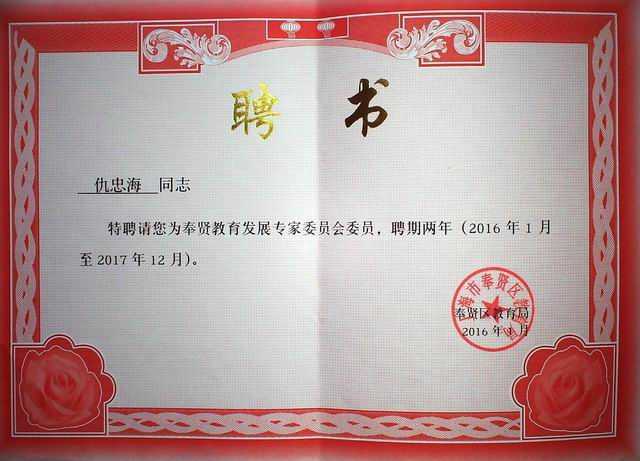 聘书
仇忠海 同志
特聘请您为奉贤教育发展专家委员会委员，聘期两年（2016 年 1 月
至 2017 年 12 月）。
上海市奉贤区教育局
奉贤区教育局
2016 年 1 月